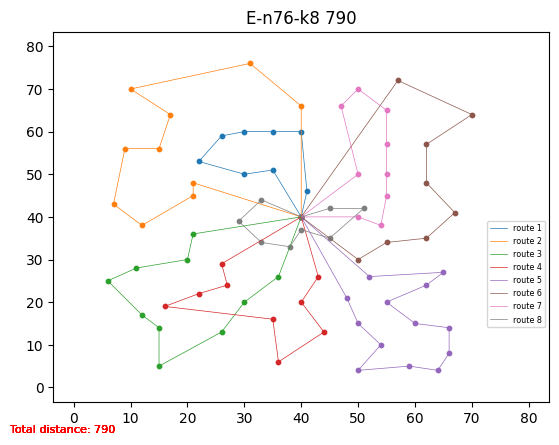 E-n76-k8 790
80
70
60
50
40
30
20
10
0
0 10 20 30 40 50 60 70 80
route 1
route 2
route 3
route 4
route 5
route 6
route 7
route 8
Total distance: 790